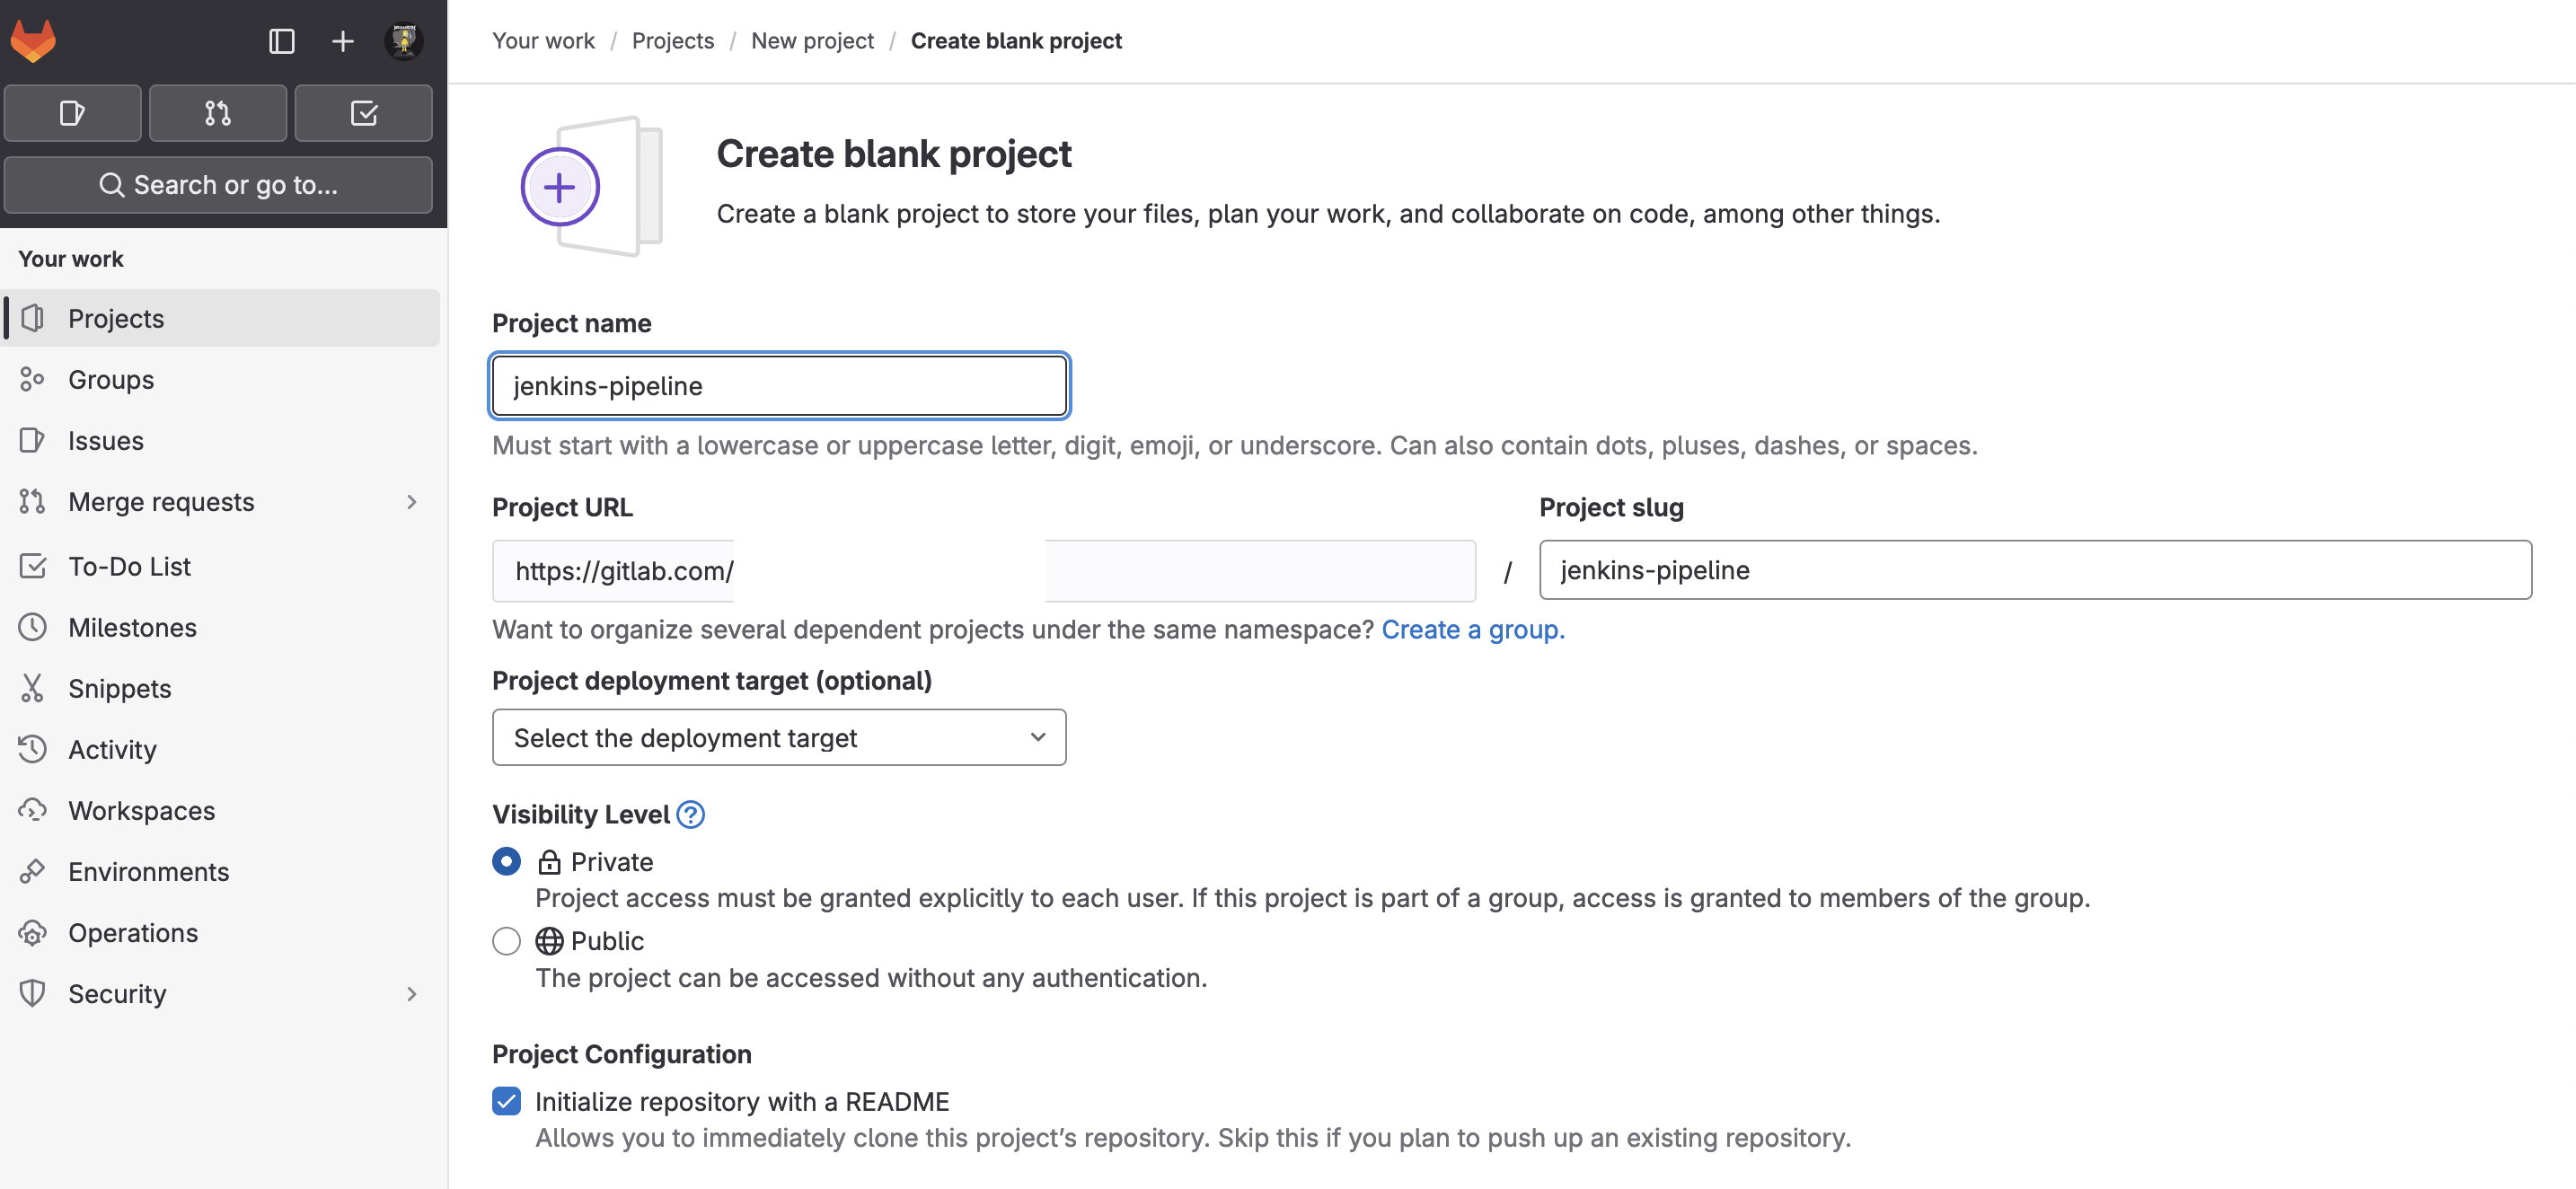 Your work / Projects / New project / Create blank project
Search or go to...
Your work
Projects
Groups
Issues
Merge requests
To-Do List
Milestones
Snippets
Activity
Workspaces
Environments
Operations
Security
Create blank project
Create a blank project to store your files, plan your work, and collaborate on code, among other things.
Project name
jenkins-pipeline
Must start with a lowercase or uppercase letter, digit, emoji, or underscore. Can also contain dots, pluses, dashes, or spaces.
Project URL
https://gitlab.com/
/
Project slug
jenkins-pipeline
Want to organize several dependent projects under the same namespace? Create a group.
Project deployment target (optional)
Select the deployment target
Visibility Level
Private
Project access must be granted explicitly to each user. If this project is part of a group, access is granted to members of the group.
Public
The project can be accessed without any authentication.
Project Configuration
Initialize repository with a README
Allows you to immediately clone this project’s repository. Skip this if you plan to push up an existing repository.